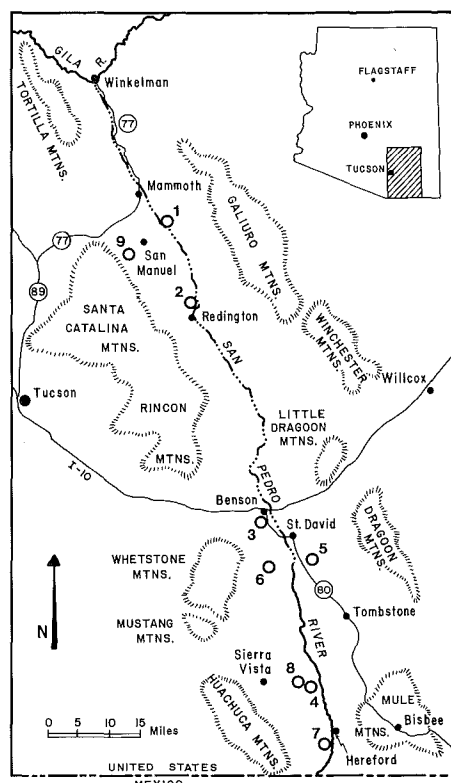 GILA R.
Winkelman
TORTILLA MTNS.
77
FLAGSTAFF
PHOENIX
TUCSON
Mammoth
1
GALIURO MTNS.
77
9
San
Manuel
89
2
Redington
SANTA
CATALINA
MTNS.
SAN
WINCHESTER
MTNS.
Willcox
Tucson
RINCON
MTNS.
LITTLE
DRAGOON
MTNS.
I-10
PEDRO
Benson
3
St. David
DRAGOON
MTNS.
5
WHETSTONE
MTNS.
6
80
N
MUSTANG
MTNS.
Tombstone
RIVER
Sierra
Vista
8
4
HUACHUCA MTNS.
MULE
MTNS.
Bisbee
0 5 10 15
Miles
7
Hereford
UNITED STATES
MEXICO